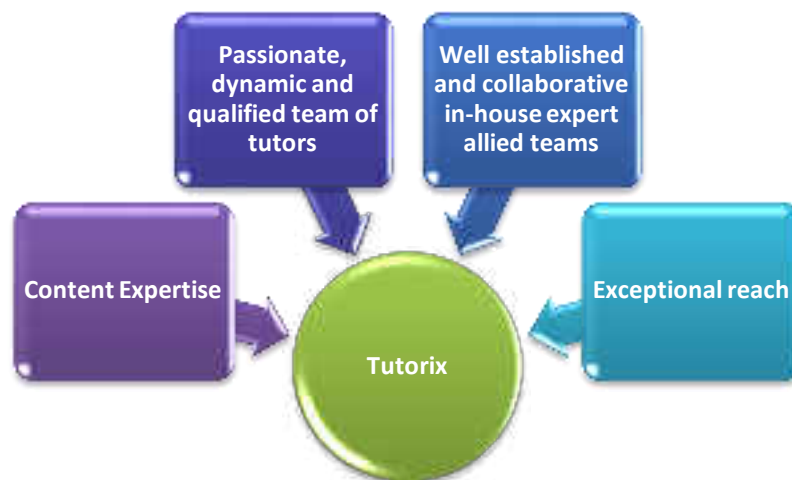 Passionate,
dynamic and
qualified team of
tutors
Well established
and collaborative
in-house expert
allied teams
Content Expertise
Exceptional reach
Tutorix